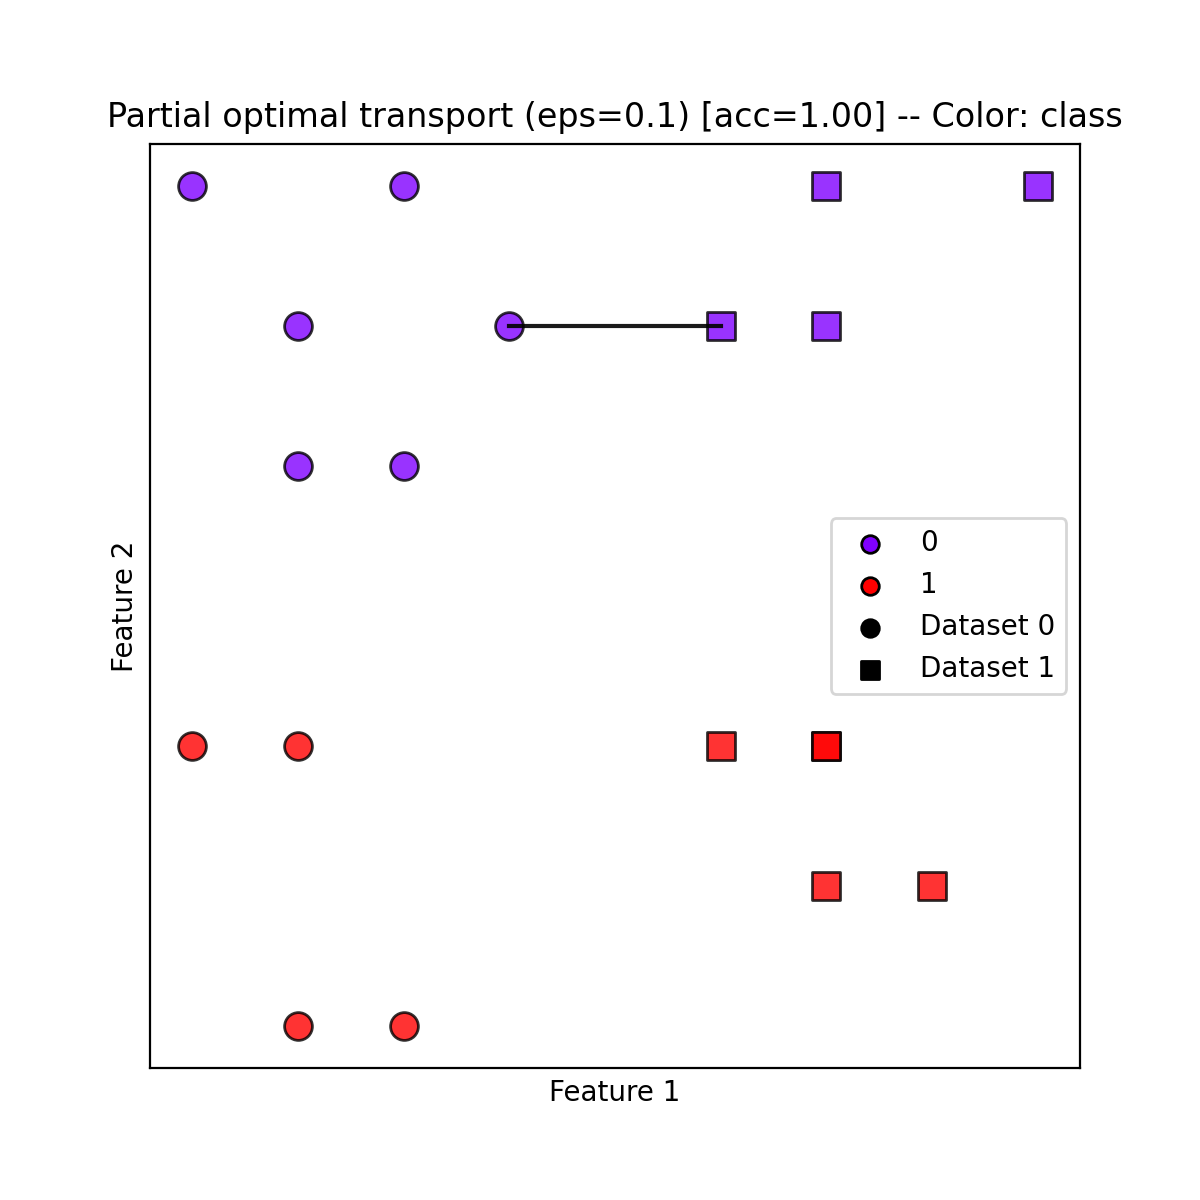 Partial optimal transport (eps=0.1) [acc=1.00] -- Color: class
Feature 2
0
1
Dataset 0
Dataset 1
Feature 1